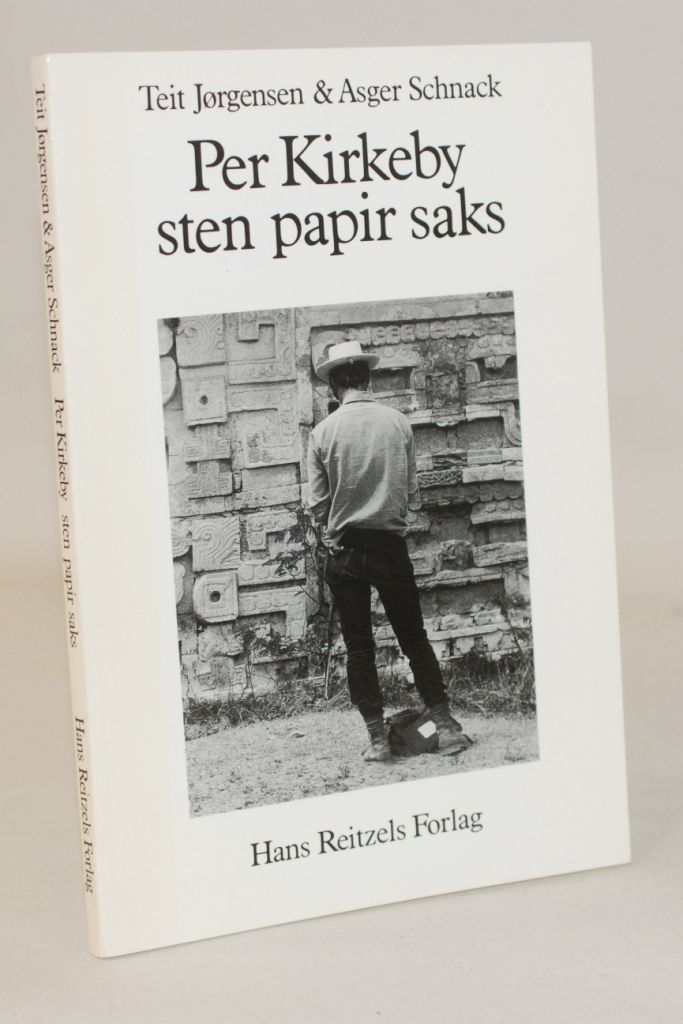 Teit Jørgensen & Asger Schnack
Per Kirkeby
sten papir saks
Hans Reitzels Forlag
Teit Jørgensen & Asger Schnack Per Kirkeby sten papir saks Hans Reitzels Forlag